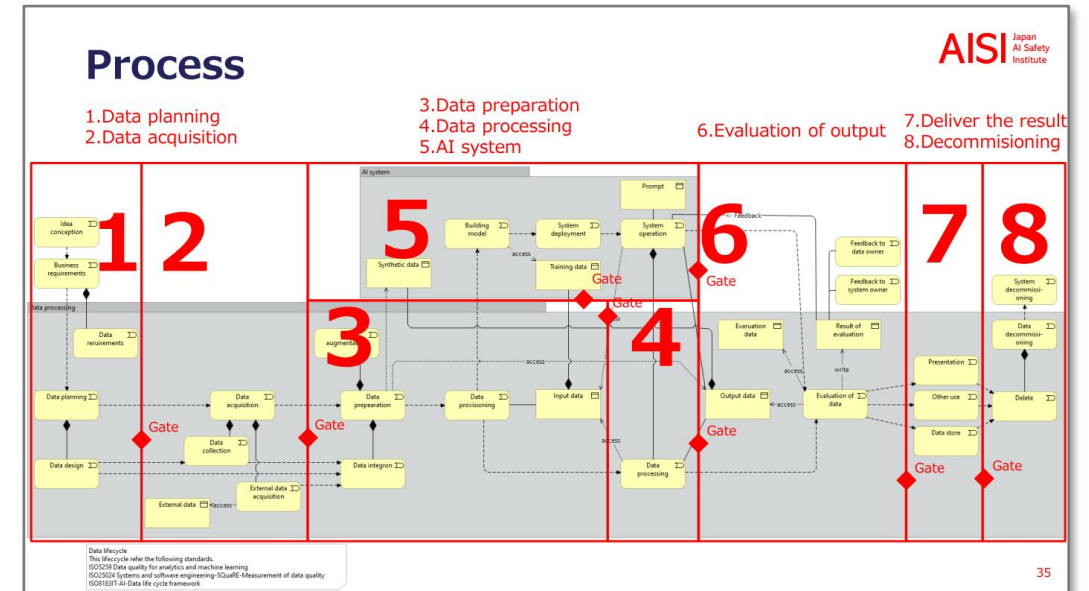 Process
AISI
Japan
AI Safety
Institute
1.Data planning
2.Data acquisition
3.Data preparation
4.Data processing
5.AI system
6.Evaluation of output
7.Deliver the result
8.Decommisioning
AI system
Prompt
1
2
5
6
7
8
Idea
conception
Business
requirements
Data
reruirements
Building
model
System
deployment
System
operation
<- Feedback
access
Synthetic data
Training data
Gate
Gate
Gate
Feedback to
data owner
Feedback to
system owner
System
decommissi-
oning
Data processing
3
4
augmentat
Evaruation
data
Result of
evaluation
Data
decommissi-
oning
access
access
write
Presentation
Data planning
Data
acquisition
Data
prepearation
Data
provisioning
Input data
Output data
access
Evaluation of
data
Other use
Delete
Gate
Gate
Gate
Data
collection
access
Data store
Data design
Data integron
Data
processing
Gate
Gate
External data
acquisition
External data
access
Data lifecycle
This lifeccycle refer the following standards.
ISO5259 Data quality for analytics and machine learning
ISO25024 Systems and software engineering-SQuaRE-Measurement of data quality
ISO8183IT-AI-Data life cycle framework
35